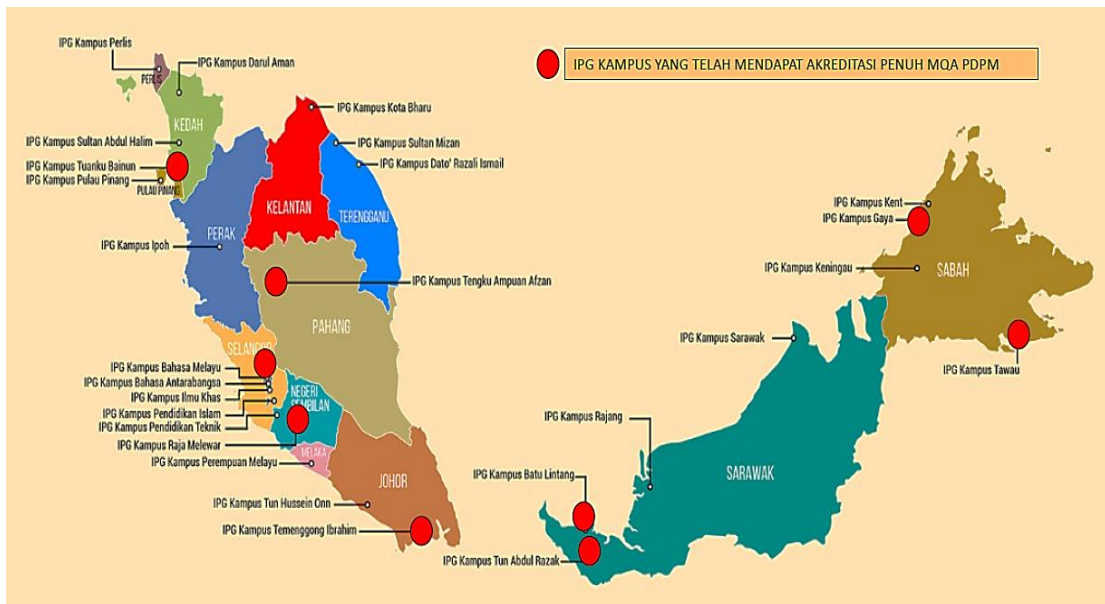 IPG KAMPUS YANG TELAH MENDAPAT AKREDITASI PENUH MQA PDPM
IPG Kampus Perlis
IPG Kampus Darul Aman
PERLIS
IPG Kampus Kota Bharu
KEDAH
IPG Kampus Sultan Abdul Halim
IPG Kampus Sultan Mizan
IPG Kampus Tuanku Bainun
IPG Kampus Dato' Razali Ismail
IPG Kampus Pulau Pinang
PULAU PINANG
KELANTAN
TERENGGANU
PERAK
IPG Kampus Ipoh
IPG Kampus Tengku Ampuan Afzan
PAHANG
SELANGOR
IPG Kampus Bahasa Melayu
IPG Kampus Bahasa Antarabangsa
IPG Kampus Ilmu Khas
NEGERI
SEMBILAN
IPG Kampus Pendidikan Islam
IPG Kampus Pendidikan Teknik
IPG Kampus Raja Melewar
MELAKA
IPG Kampus Perempuan Melayu
JOHOR
IPG Kampus Tun Hussein Onn
IPG Kampus Temenggong Ibrahim
IPG Kampus Kent
IPG Kampus Gaya
IPG Kampus Keningau
SABAH
IPG Kampus Sarawak
IPG Kampus Tawau
IPG Kampus Rajang
SARAWAK
IPG Kampus Batu Lintang
IPG Kampus Tun Abdul Razak